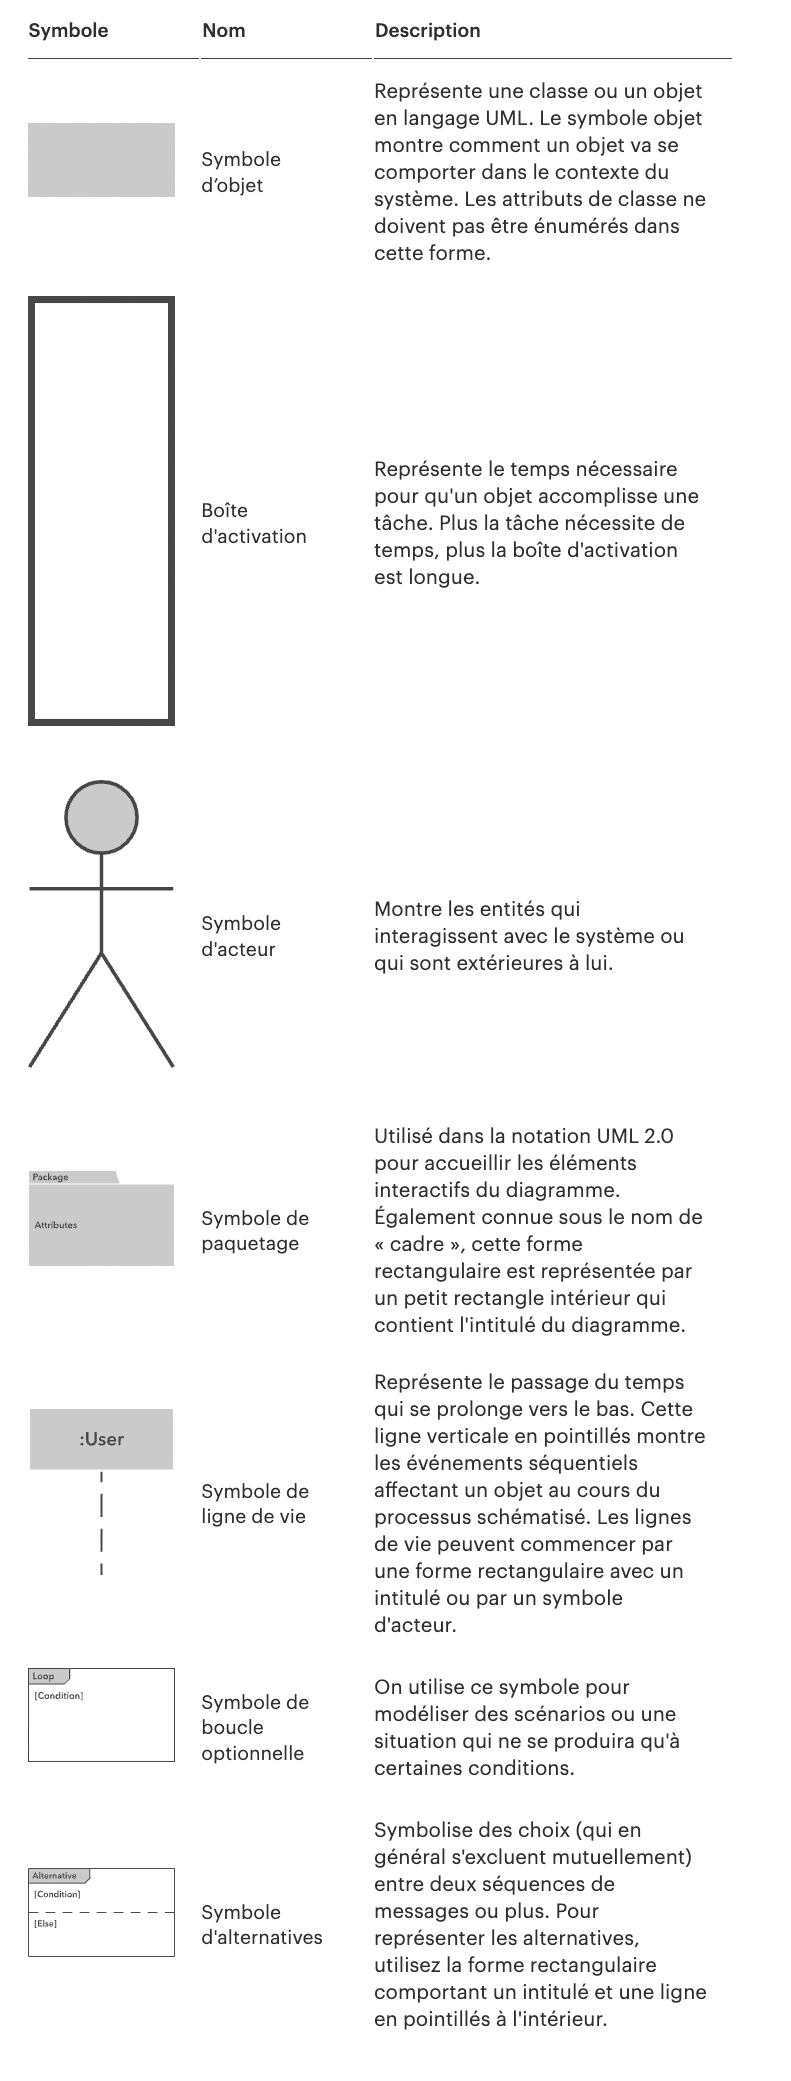 Symbole Nom Description
Symbole
d’objet
Représente une classe ou un objet
en langage UML. Le symbole objet
montre comment un objet va se
comporter dans le contexte du
système. Les attributs de classe ne
doivent pas être énumérés dans
cette forme.
Boîte
d'activation
Représente le temps nécessaire
pour qu'un objet accomplisse une
tâche. Plus la tâche nécessite de
temps, plus la boîte d'activation
est longue.
Symbole
d'acteur
Montre les entités qui
interagissent avec le système ou
qui sont extérieures à lui.
Package
Attributes
Symbole de
paquetage
Utilisé dans la notation UML 2.0
pour accueillir les éléments
interactifs du diagramme.
Également connue sous le nom de
« cadre », cette forme
rectangulaire est représentée par
un petit rectangle intérieur qui
contient l'intitulé du diagramme.
:User
Symbole de
ligne de vie
Représente le passage du temps
qui se prolonge vers le bas. Cette
ligne verticale en pointillés montre
les événements séquentiels
affectant un objet au cours du
processus schématisé. Les lignes
de vie peuvent commencer par
une forme rectangulaire avec un
intitulé ou par un symbole
d'acteur.
Loop
[Condition]
Symbole de
boucle
optionnelle
On utilise ce symbole pour
modéliser des scénarios ou une
situation qui ne se produira qu'à
certaines conditions.
Alternative
[Condition]
[Else]
Symbole
d'alternatives
Symbolise des choix (qui en
général s'excluent mutuellement)
entre deux séquences de
messages ou plus. Pour
représenter les alternatives,
utilisez la forme rectangulaire
comportant un intitulé et une ligne
en pointillés à l'intérieur.